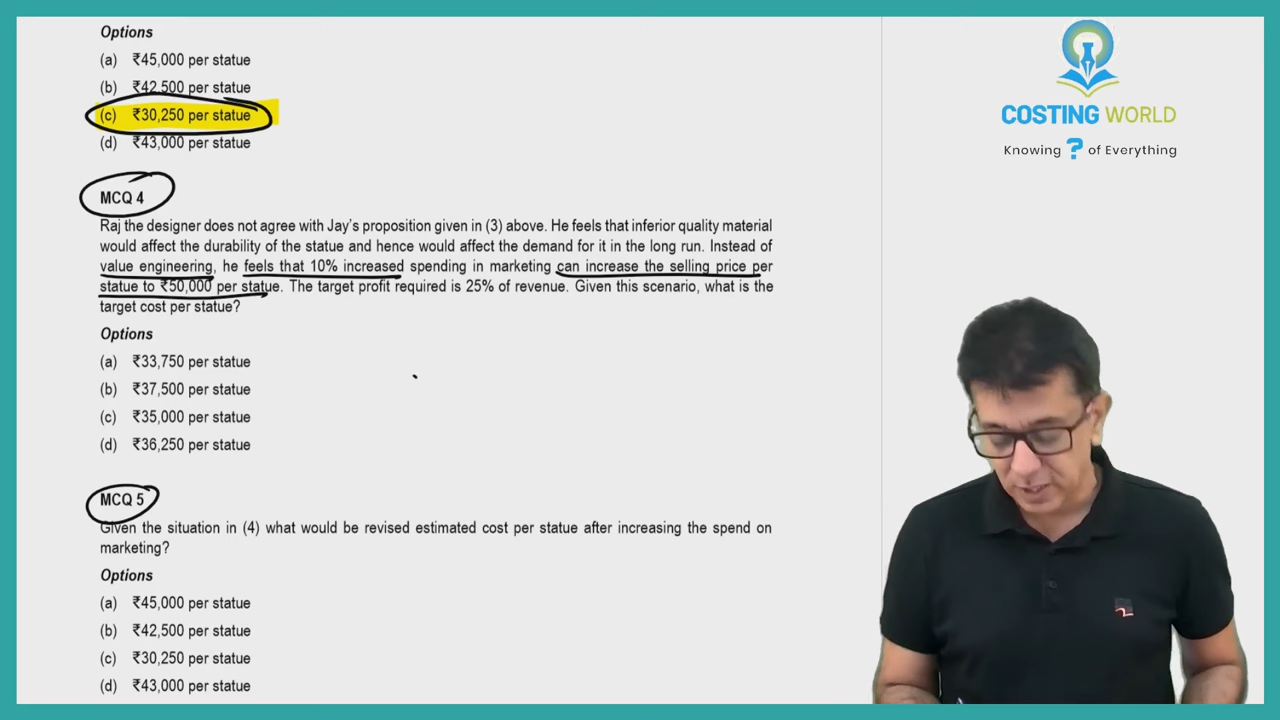 Options
(a) ₹45,000 per statue
(b) ₹42,500 per statue
(c) ₹30,250 per statue
(d) ₹43,000 per statue
MCQ 4
Raj the designer does not agree with Jay's proposition given in (3) above. He feels that inferior quality material
would affect the durability of the statue and hence would affect the demand for it in the long run. Instead of
value engineering, he feels that 10% increased spending in marketing can increase the selling price per
statue to ₹50,000 per statue. The target profit required is 25% of revenue. Given this scenario, what is the
target cost per statue?
Options
(a) ₹33,750 per statue
(b) ₹37,500 per statue
(c) ₹35,000 per statue
(d) ₹36,250 per statue
MCQ 5
Given the situation in (4) what would be revised estimated cost per statue after increasing the spend on
marketing?
Options
(a) ₹45,000 per statue
(b) ₹42,500 per statue
(c) ₹30,250 per statue
(d) ₹43,000 per statue
COSTING WORLD
Knowing ? of Everything